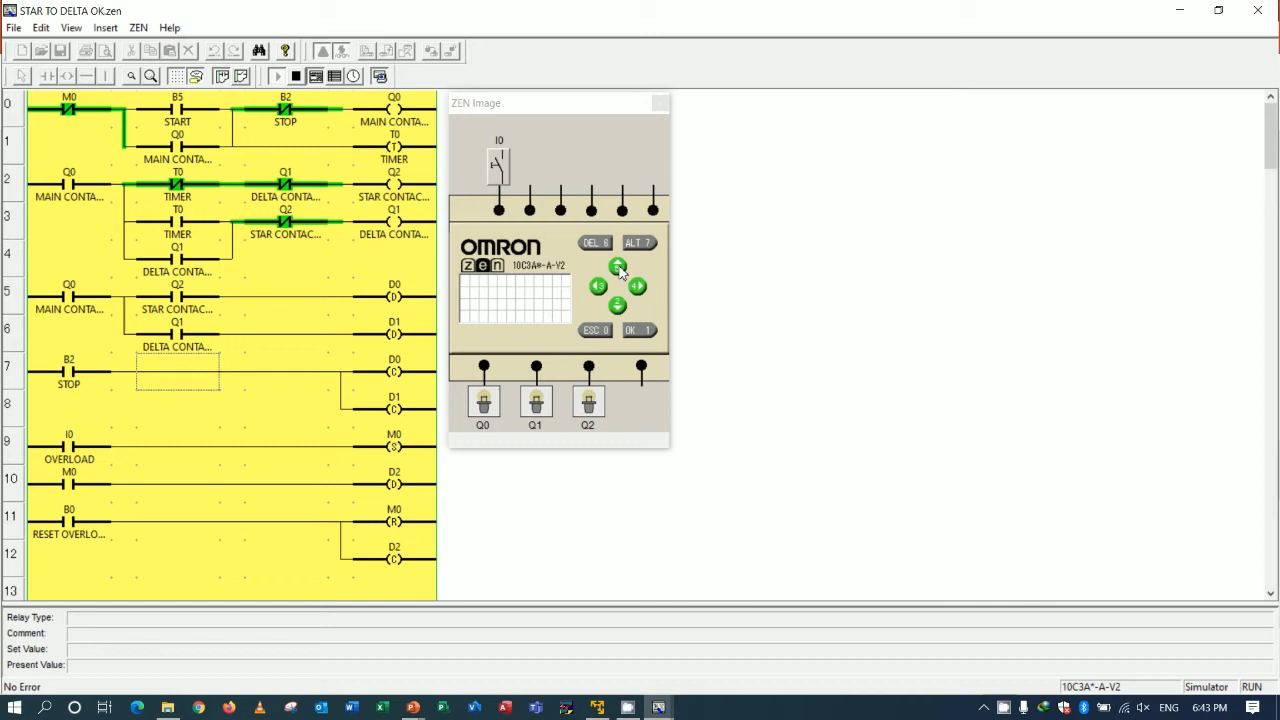 STAR TO DELTA OK.zen
File Edit View Insert ZEN Help
0 M0 B5 B2 Q0
START STOP MAIN CONTA...
1 Q0 T0
MAIN CONTA... TIMER
2 Q0 T0 Q1 Q2
MAIN CONTA... TIMER DELTA CONTA... STAR CONTAC...
3 T0 Q2 Q1
TIMER STAR CONTAC... DELTA CONTA...
4 Q1
DELTA CONTA...
5 Q0 Q2 D0
MAIN CONTA... STAR CONTAC... D
6 Q1 D1
DELTA CONTA... D
7 B2 D0
STOP C
8 D1
C
9 I0 M0
OVERLOAD S
10 M0 D2
D
11 B0 M0
RESET OVERLO... R
12 D2
C
13
T
ZEN Image
I0
OMRON
zen 10C3A*-A-V2
DEL 6 ALT 7
3 4
2
ESC 0 OK 1
Q0 Q1 Q2
Relay Type:
Comment:
Set Value:
Present Value:
No Error 10C3A*-A-V2 Simulator RUN
ENG 6:43 PM